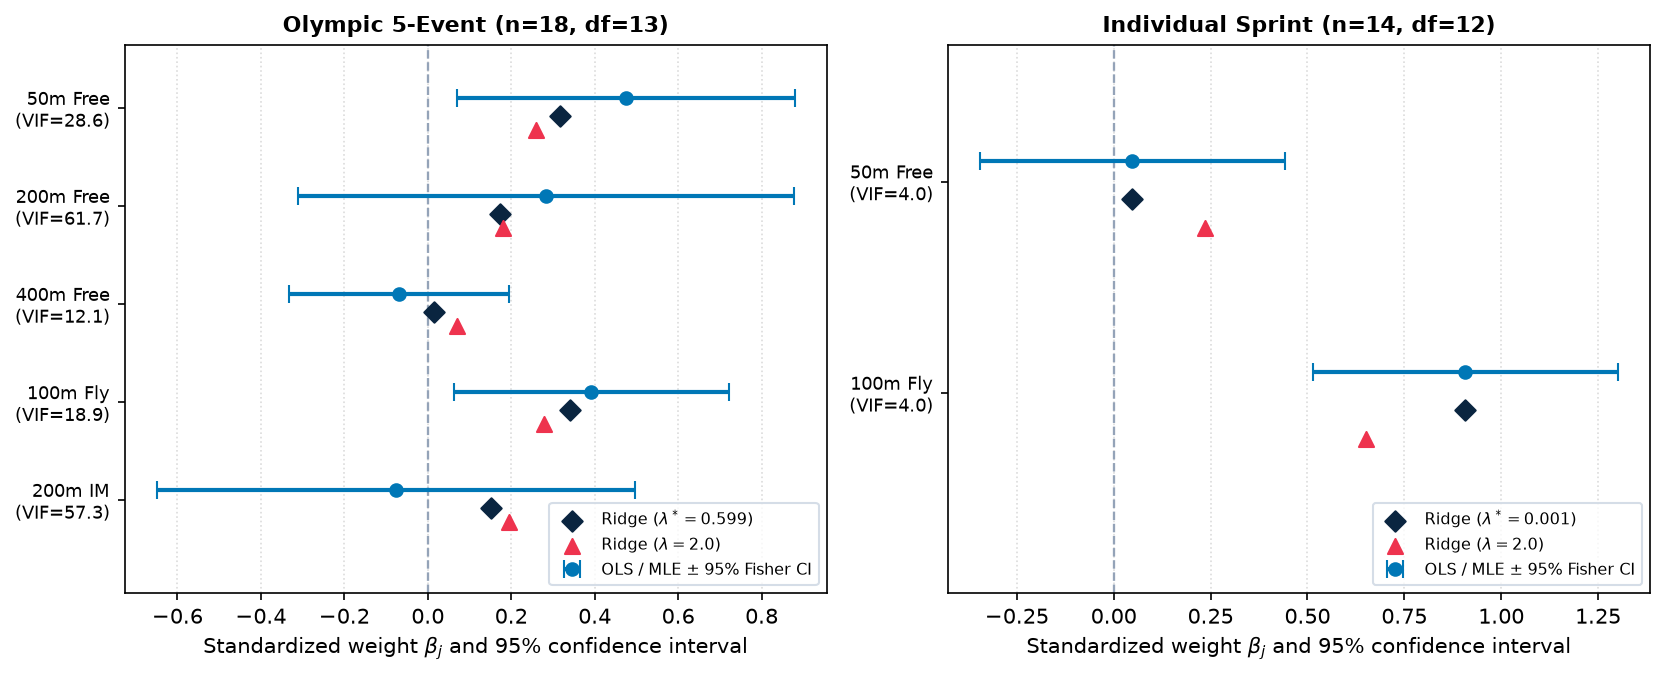 Olympic 5-Event (n=18, df=13)
50m Free
(VIF=28.6)
200m Free
(VIF=61.7)
400m Free
(VIF=12.1)
100m Fly
(VIF=18.9)
200m IM
(VIF=57.3)
Ridge (λ* = 0.599)
Ridge (λ = 2.0)
OLS / MLE ± 95% Fisher CI
−0.6 −0.4 −0.2 0.0 0.2 0.4 0.6 0.8
Standardized weight βj and 95% confidence interval
Individual Sprint (n=14, df=12)
50m Free
(VIF=4.0)
100m Fly
(VIF=4.0)
Ridge (λ* = 0.001)
Ridge (λ = 2.0)
OLS / MLE ± 95% Fisher CI
−0.25 0.00 0.25 0.50 0.75 1.00 1.25
Standardized weight βj and 95% confidence interval